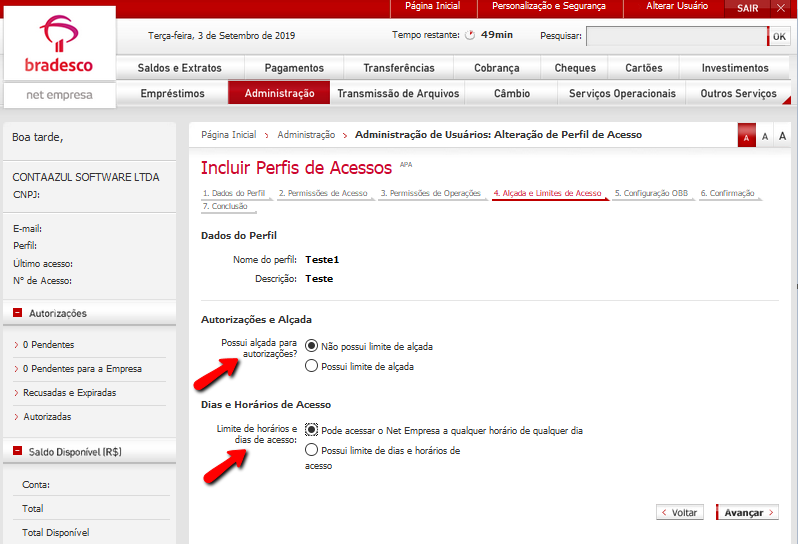 Página Inicial Personalização e Segurança Alterar Usuário SAIR
Terça-feira, 3 de Setembro de 2019 Tempo restante: 49min Pesquisar: OK
bradesco
net empresa
Saldos e Extratos Pagamentos Transferências Cobrança Cheques Cartões Investimentos
Empréstimos Administração Transmissão de Arquivos Câmbio Serviços Operacionais Outros Serviços
Boa tarde,
CONTAAZUL SOFTWARE LTDA
CNPJ:
E-mail:
Perfil:
Último acesso:
Nº de Acesso:
Autorizações
0 Pendentes
0 Pendentes para a Empresa
Recusadas e Expiradas
Autorizadas
Saldo Disponível (R$)
Conta:
Total
Total Disponível
Página Inicial > Administração > Administração de Usuários: Alteração de Perfil de Acesso A A A
Incluir Perfis de Acessos APA
1. Dados do Perfil 2. Permissões de Acesso 3. Permissões de Operações 4. Alçada e Limites de Acesso 5. Configuração OBB 6. Confirmação
7. Conclusão
Dados do Perfil
Nome do perfil: Teste1
Descrição: Teste
Autorizações e Alçada
Possui alçada para
autorizações?
Não possui limite de alçada
Possui limite de alçada
Dias e Horários de Acesso
Limite de horários e
dias de acesso:
Pode acessar o Net Empresa a qualquer horário de qualquer dia
Possui limite de dias e horários de
acesso
Voltar Avançar